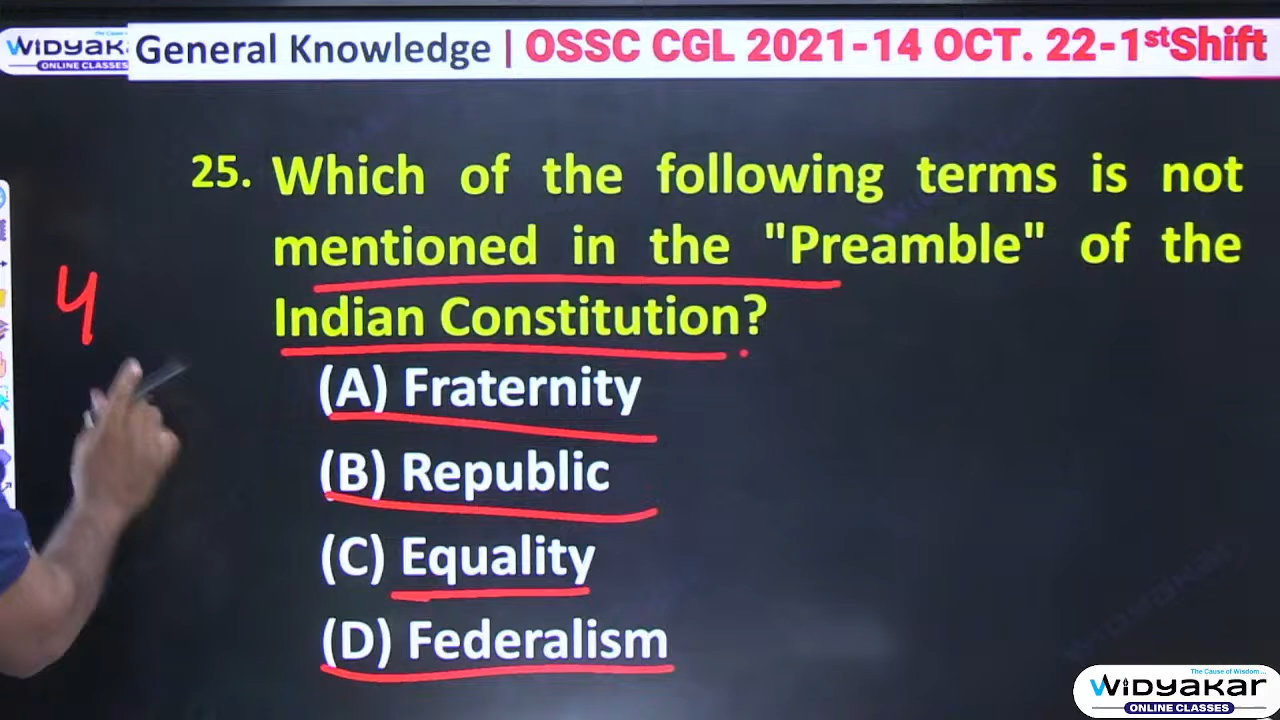 WiDYAK
ONLINE CLASSES
General Knowledge | OSSC CGL 2021-14 OCT. 22-1stShift
25. Which of the following terms is not
mentioned in the "Preamble" of the
Indian Constitution?
4
(A) Fraternity
(B) Republic
(C) Equality
(D) Federalism
The Cause of Wisdom...
WiDYAKAR
ONLINE CLASSES